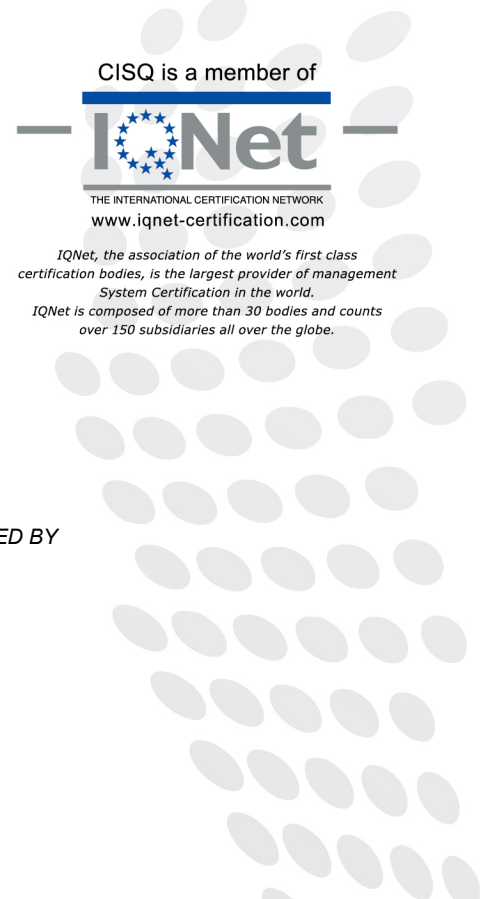 CISQ is a member of
IQNet
THE INTERNATIONAL CERTIFICATION NETWORK
www.iqnet-certification.com
IQNet, the association of the world’s first class
certification bodies, is the largest provider of management
System Certification in the world.
IQNet is composed of more than 30 bodies and counts
over 150 subsidiaries all over the globe.
ED BY